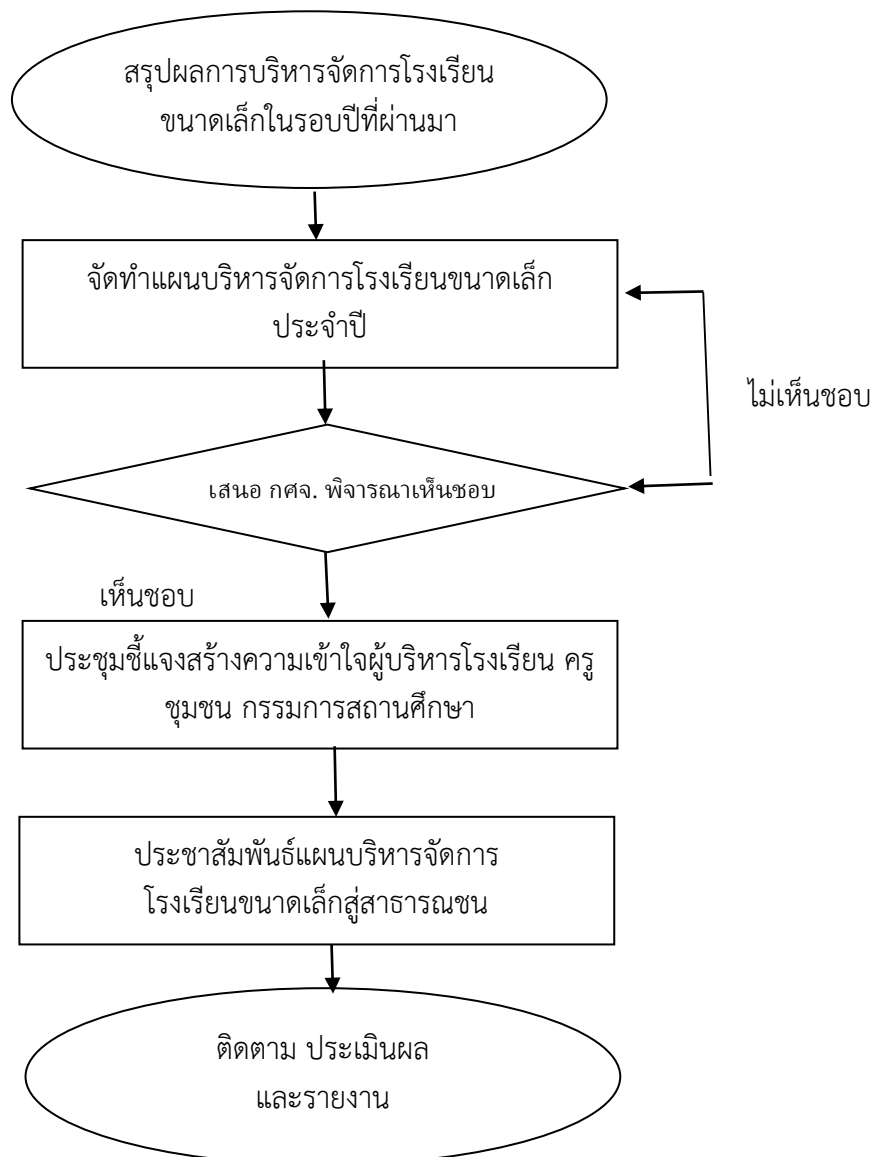 สรุปผลการบริหารจัดการโรงเรียน
ขนาดเล็กในรอบปีที่ผ่านมา
จัดทำแผนบริหารจัดการโรงเรียนขนาดเล็ก
ประจำปี
ไม่เห็นชอบ
เสนอ กศจ. พิจารณาเห็นชอบ
เห็นชอบ
ประชุมชี้แจงสร้างความเข้าใจผู้บริหารโรงเรียน ครู
ชุมชน กรรมการสถานศึกษา
ประชาสัมพันธ์แผนบริหารจัดการ
โรงเรียนขนาดเล็กสู่สาธารณชน
ติดตาม ประเมินผล
และรายงาน